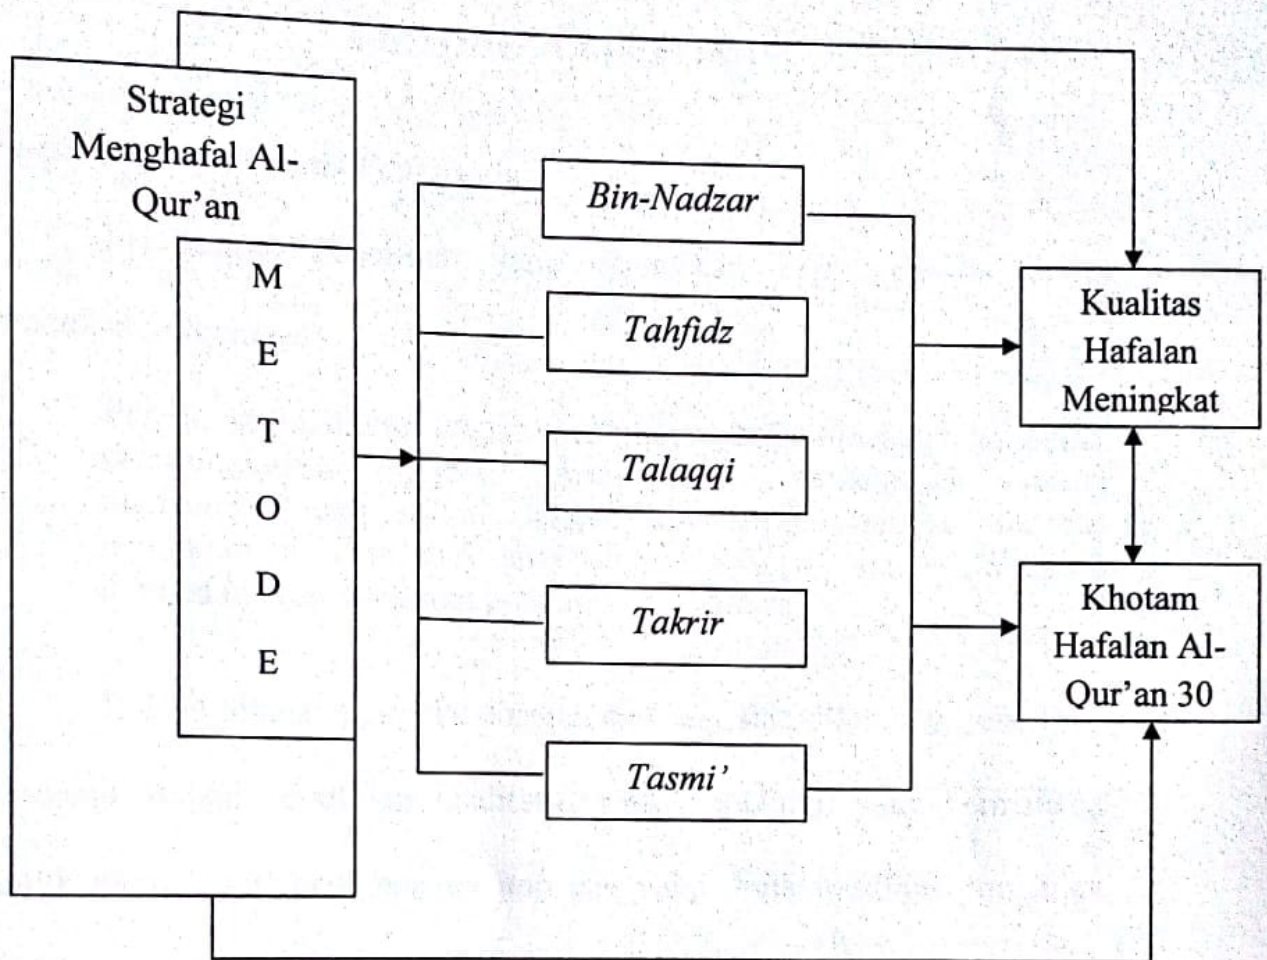 Strategi
Menghafal Al-
Qur'an
M
E
T
O
D
E
Bin-Nadzar
Tahfidz
Talaqqi
Takrir
Tasmi'
Kualitas
Hafalan
Meningkat
Khotam
Hafalan Al-
Qur'an 30